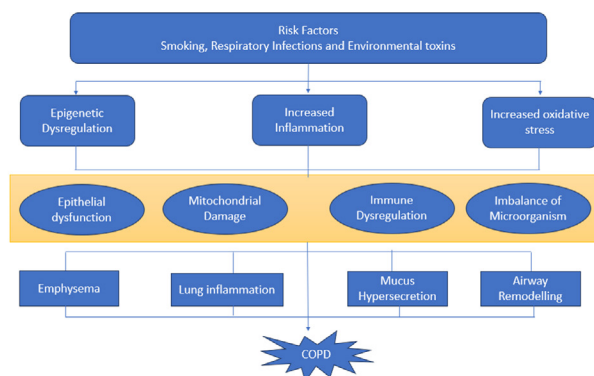 Risk Factors
Smoking, Respiratory Infections and Environmental toxins
Epigenetic
Dysregulation
Increased
Inflammation
Increased oxidative
stress
Epithelial
dysfunction
Mitochondrial
Damage
Immune
Dysregulation
Imbalance of
Microorganism
Emphysema
Lung inflammation
Mucus
Hypersecretion
Airway
Remodelling
COPD